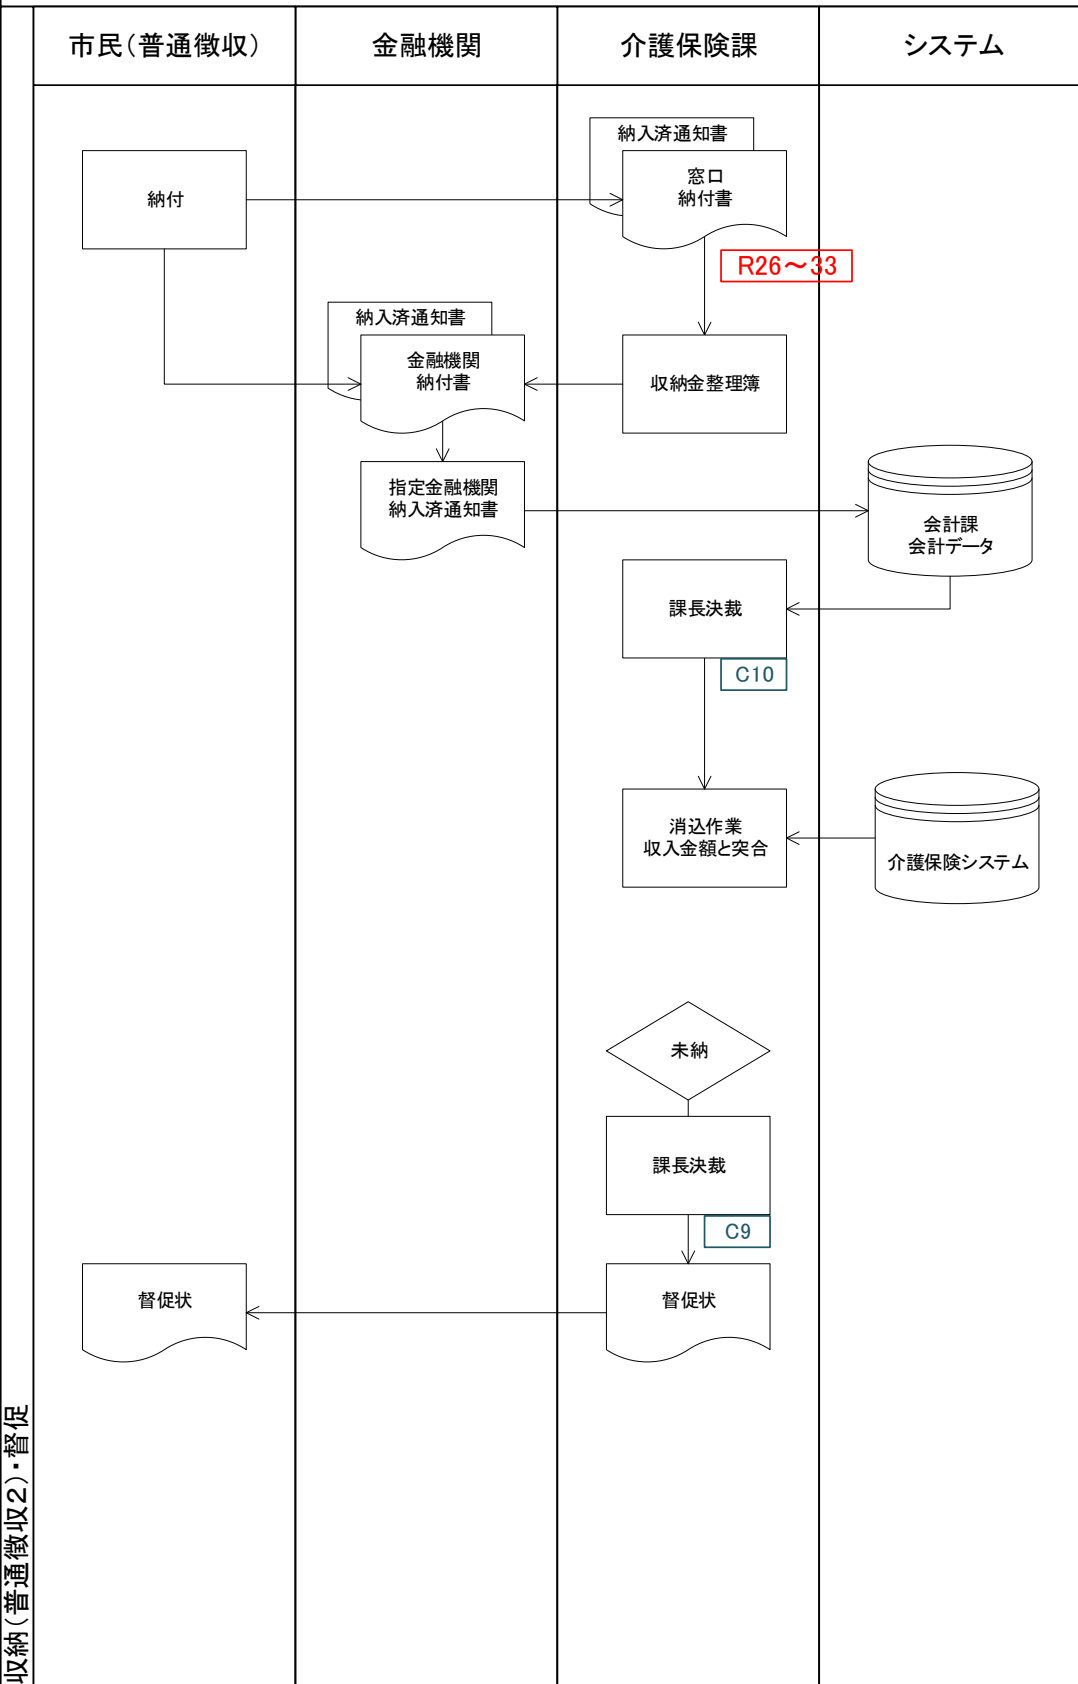 市民(普通徴収)
金融機関
介護保険課
システム
納入済通知書
納付
窓口
納付書
R26～33
納入済通知書
金融機関
納付書
収納金整理簿
指定金融機関
納入済通知書
会計課
会計データ
課長決裁
C10
消込作業
収入金額と突合
介護保険システム
未納
課長決裁
C9
督促状
督促状
収納(普通徴収2)・督促